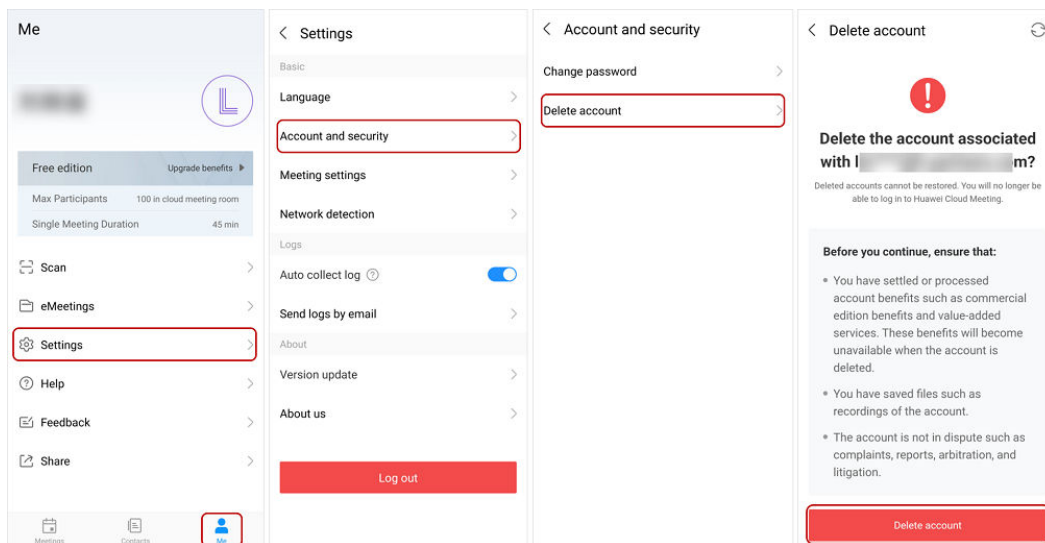 Me
Free edition
Upgrade benefits
Max Participants
100 in cloud meeting room
Single Meeting Duration
45 min
Scan
eMeetings
Settings
Help
Feedback
Share
Meetings
Contacts
Me
Settings
Basic
Language
Account and security
Meeting settings
Network detection
Logs
Auto collect log
Send logs by email
About
Version update
About us
Log out
Account and security
Change password
Delete account
Delete account
Delete the account associated
with l m?
Deleted accounts cannot be restored. You will no longer be
able to log in to Huawei Cloud Meeting.
Before you continue, ensure that:
• You have settled or processed
account benefits such as commercial
edition benefits and value-added
services. These benefits will become
unavailable when the account is
deleted.
• You have saved files such as
recordings of the account.
• The account is not in dispute such as
complaints, reports, arbitration, and
litigation.
Delete account